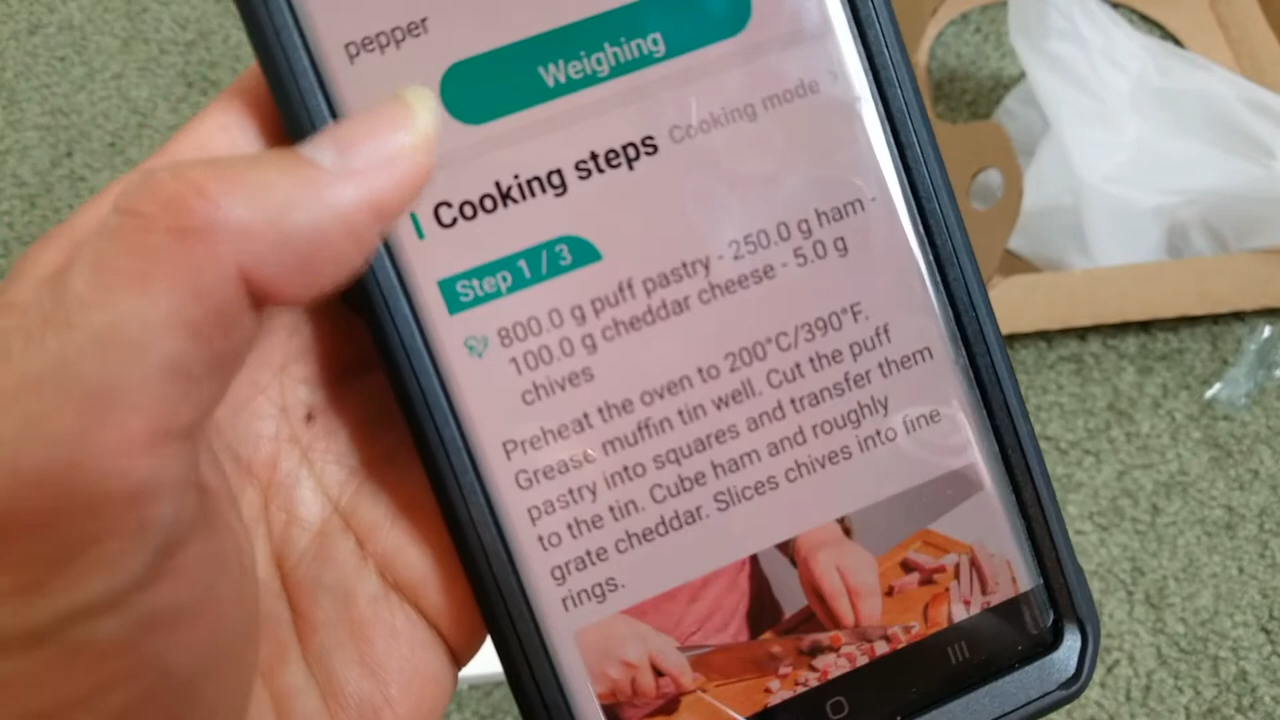 pepper
Weighing
Cooking steps Cooking mode
Step 1 / 3
800.0 g puff pastry - 250.0 g ham -
100.0 g cheddar cheese - 5.0 g
chives
Preheat the oven to 200°C/390°F.
Grease muffin tin well. Cut the puff
pastry into squares and transfer them
to the tin. Cube ham and roughly
grate cheddar. Slices chives into fine
rings.